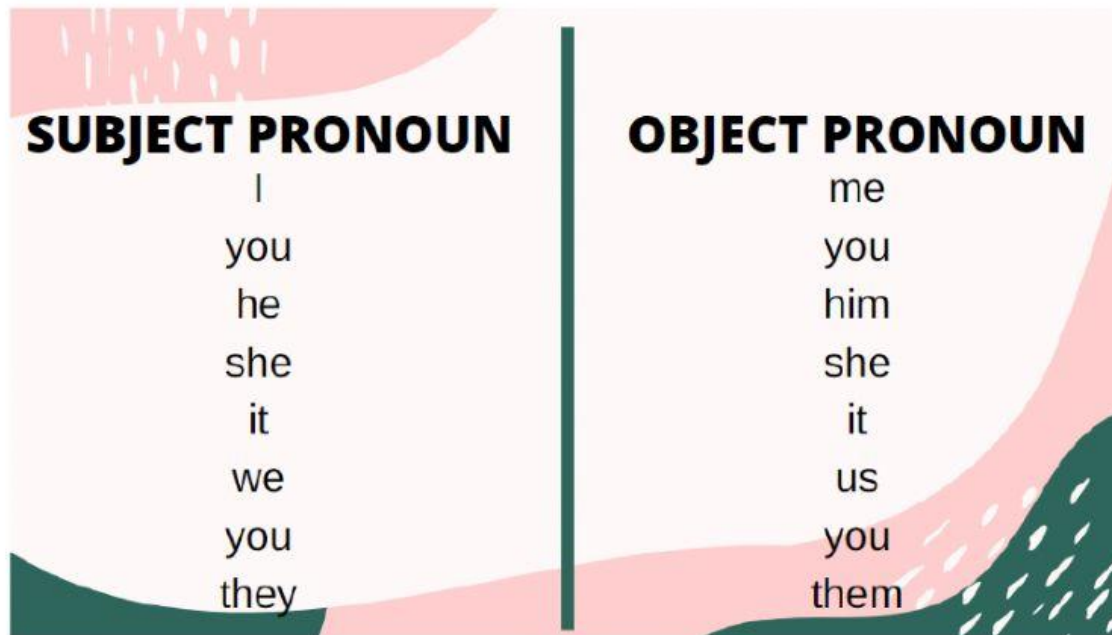 SUBJECT PRONOUN
I
you
he
she
it
we
you
they
OBJECT PRONOUN
me
you
him
she
it
us
you
them